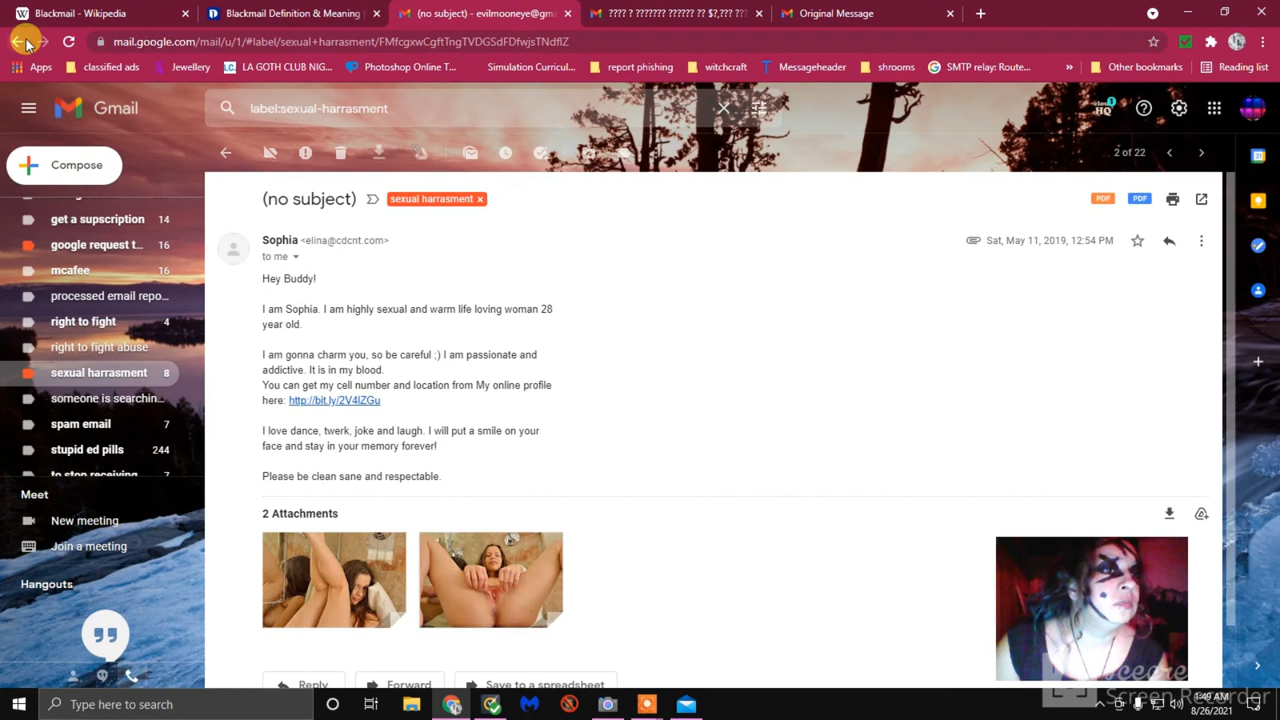 Blackmail - Wikipedia
Blackmail Definition & Meaning
(no subject) - evilmooneye@gm
???? ? ??????? ?????? ?? $?,??? ???
Original Message
mail.google.com/mail/u/1/#label/sexual+harrasment/FMfcgxwCgftTngTVDGSdFDfwjsTNdflZ
Apps
classified ads
Jewellery
LA GOTH CLUB NIG...
Photoshop Online T...
Simulation Curricul...
report phishing
witchcraft
Messageheader
shrooms
SMTP relay: Route...
Other bookmarks
Reading list
Gmail
label:sexual-harrasment
HQ
Compose
2 of 22
get a supscription 14
google request t... 16
mcafee 16
processed email repo...
right to fight 4
right to fight abuse
sexual harrasment 8
someone is searchin...
spam email 7
stupid ed pills 244
to stop receiving 7
Meet
New meeting
Join a meeting
Hangouts
(no subject)
sexual harrasment x
PDF
PDF
Sophia <elina@cdcnt.com>
Sat, May 11, 2019, 12:54 PM
to me
Hey Buddy!
I am Sophia. I am highly sexual and warm life loving woman 28
year old.
I am gonna charm you, so be careful ;) I am passionate and
addictive. It is in my blood.
You can get my cell number and location from My online profile
here: http://bit.ly/2V4lZGu
I love dance, twerk, joke and laugh. I will put a smile on your
face and stay in your memory forever!
Please be clean sane and respectable.
2 Attachments
Reply
Forward
Save to a spreadsheet
Screen Recorder
Type here to search
1:49 AM
8/26/2021